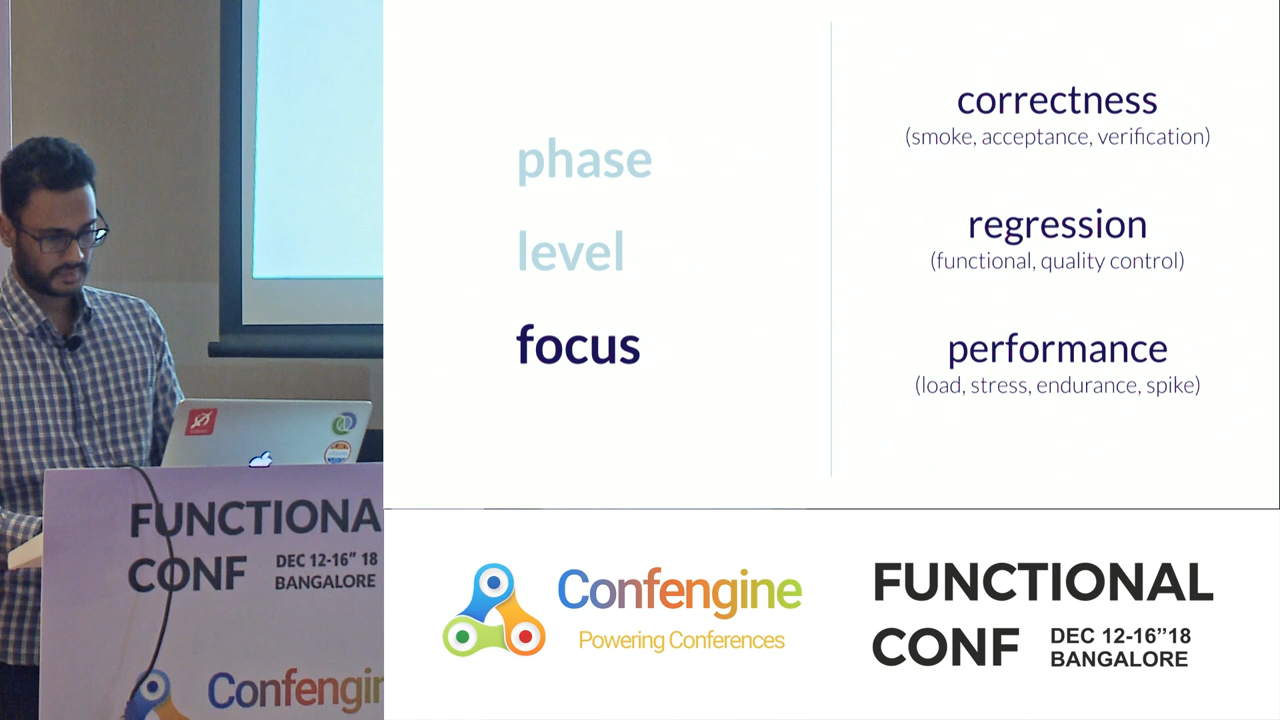 phase
level
focus
correctness
(smoke, acceptance, verification)
regression
(functional, quality control)
performance
(load, stress, endurance, spike)
FUNCTIONA
CONF
DEC 12-16" 18
BANGALORE
Confengin
Confengine
Powering Conferences
FUNCTIONAL
CONF
DEC 12-16”18
BANGALORE